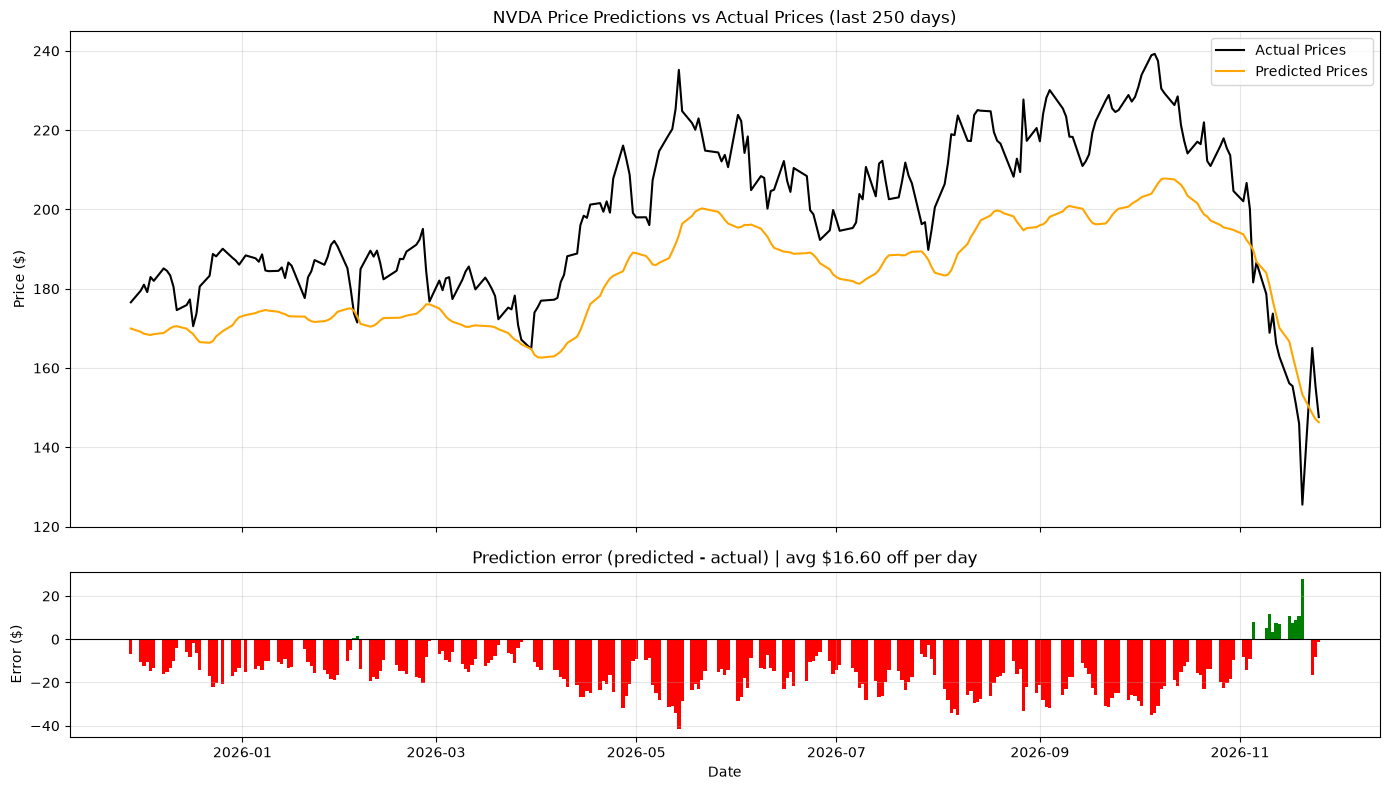 NVDA Price Predictions vs Actual Prices (last 250 days)
Actual Prices
Predicted Prices
Price ($)
240
220
200
180
160
140
120
Prediction error (predicted - actual) | avg $16.60 off per day
Error ($)
20
0
−20
−40
2026-01
2026-03
2026-05
2026-07
2026-09
2026-11
Date